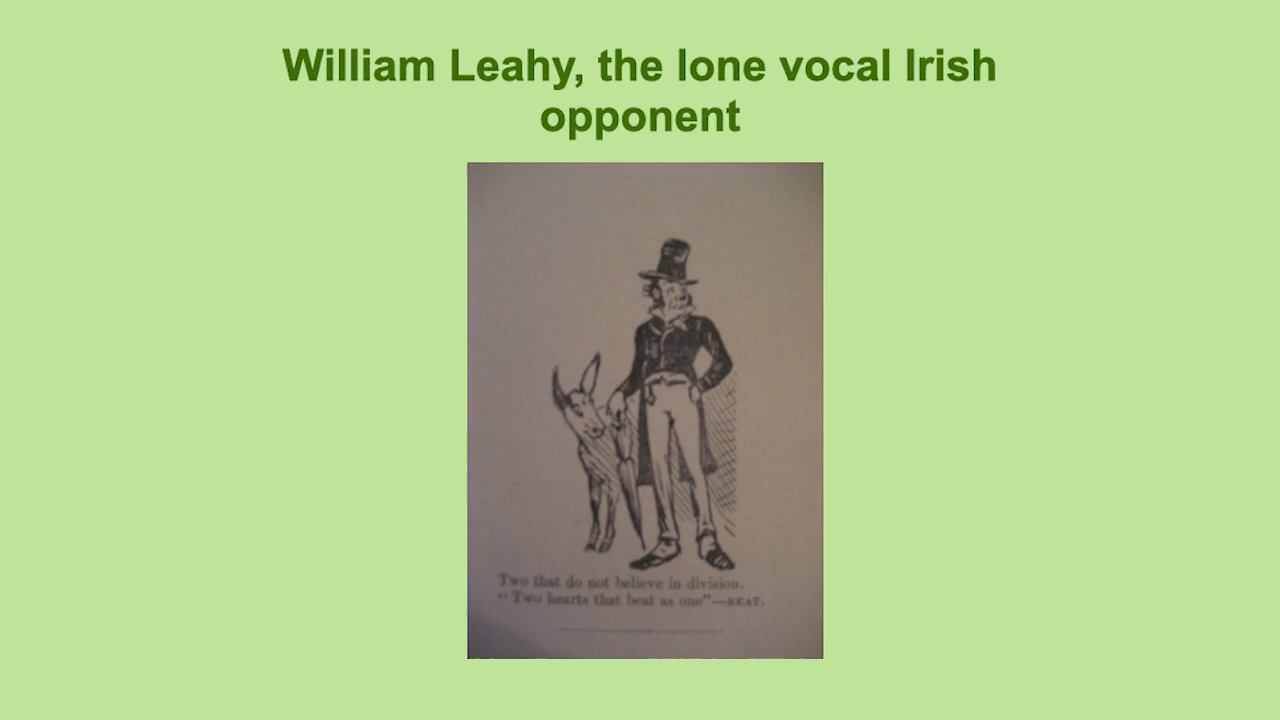 William Leahy, the lone vocal Irish
opponent
Two that do not believe in division.
“Two hearts that beat as one”—BEAT.